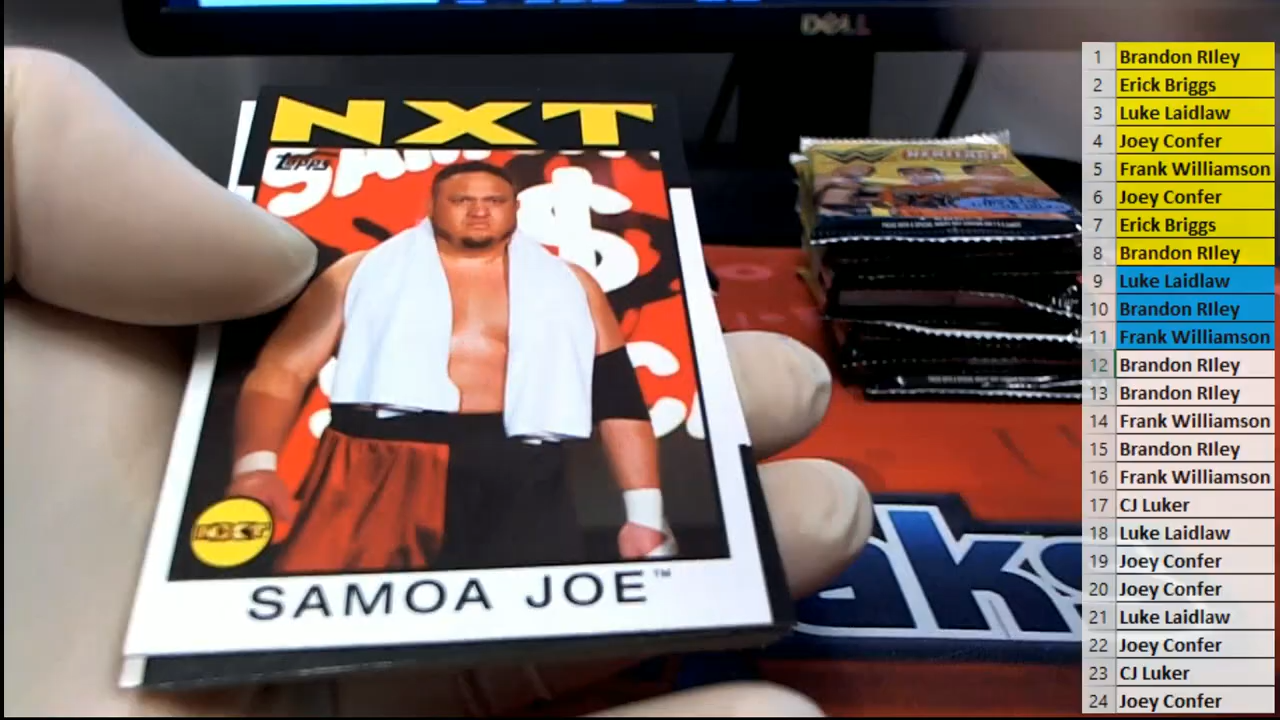 DELL
NXT
Topps
$
NXT
SAMOA JOE™
W HERITAGE
aks
1 Brandon RIley
2 Erick Briggs
3 Luke Laidlaw
4 Joey Confer
5 Frank Williamson
6 Joey Confer
7 Erick Briggs
8 Brandon RIley
9 Luke Laidlaw
10 Brandon RIley
11 Frank Williamson
12 Brandon RIley
13 Brandon RIley
14 Frank Williamson
15 Brandon RIley
16 Frank Williamson
17 CJ Luker
18 Luke Laidlaw
19 Joey Confer
20 Joey Confer
21 Luke Laidlaw
22 Joey Confer
23 CJ Luker
24 Joey Confer